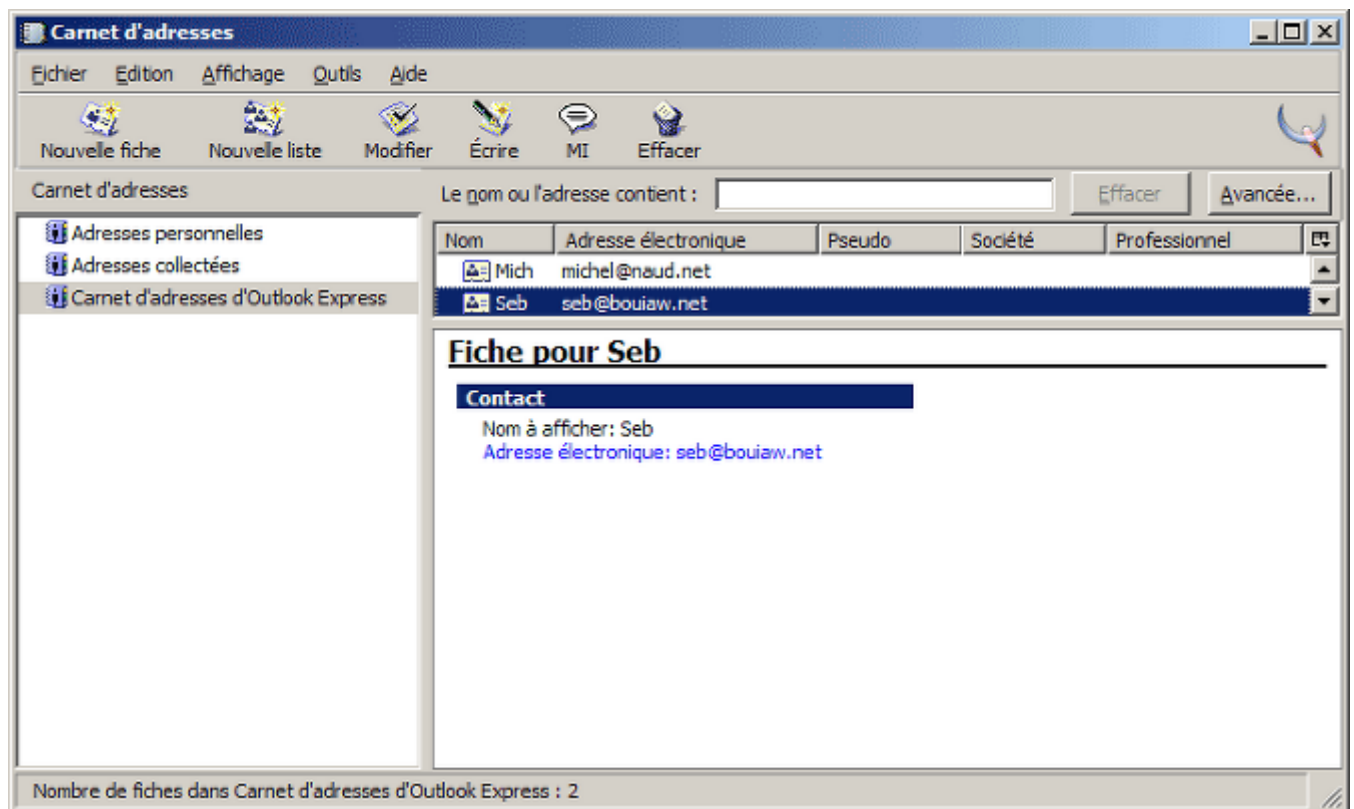 Carnet d'adresses
Fichier Edition Affichage Outils Aide
Nouvelle fiche Nouvelle liste Modifier Écrire MI Effacer
Carnet d'adresses
Le nom ou l'adresse contient : Effacer Avancée...
Adresses personnelles
Adresses collectées
Carnet d'adresses d'Outlook Express
Nom Adresse électronique Pseudo Société Professionnel
Mich michel@naud.net
Seb seb@bouiaw.net
Fiche pour Seb
Contact
Nom à afficher: Seb
Adresse électronique: seb@bouiaw.net
Nombre de fiches dans Carnet d'adresses d'Outlook Express : 2